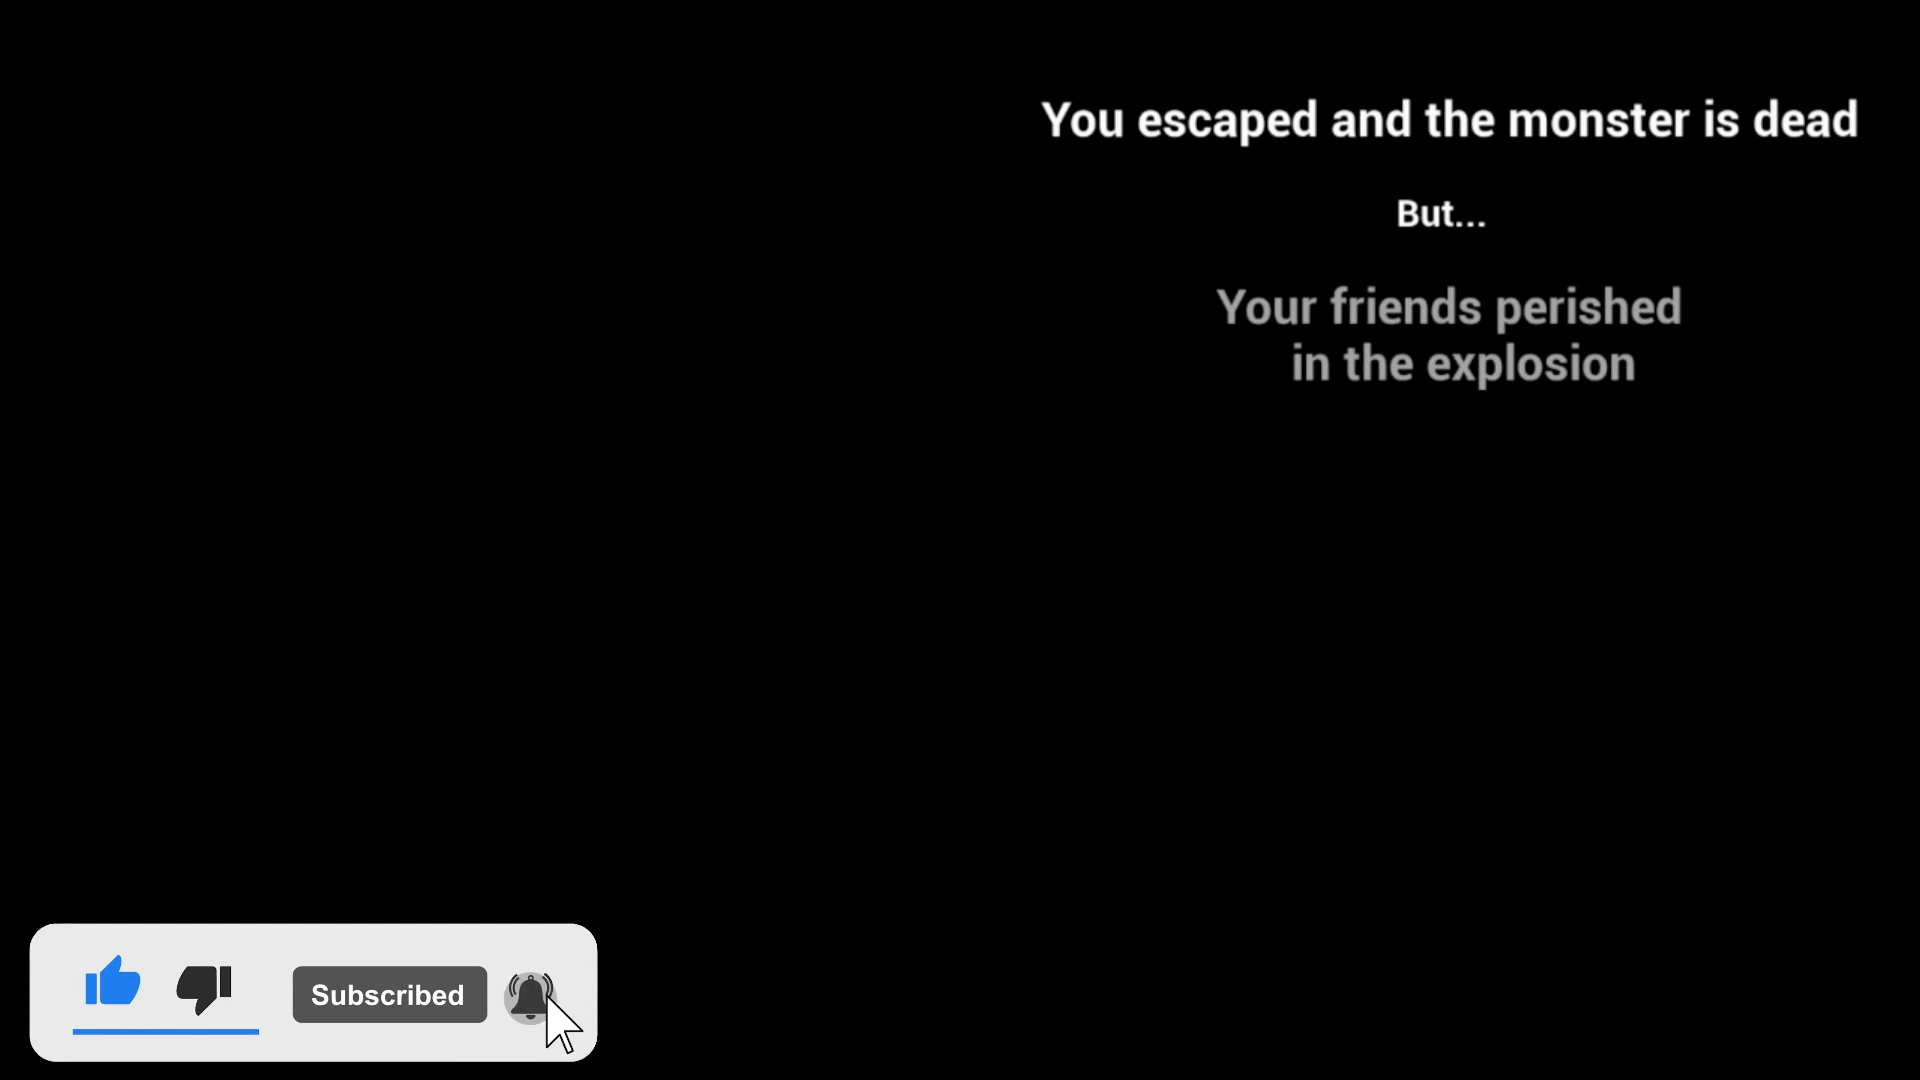 You escaped and the monster is dead
But...
Your friends perished
in the explosion
Subscribed